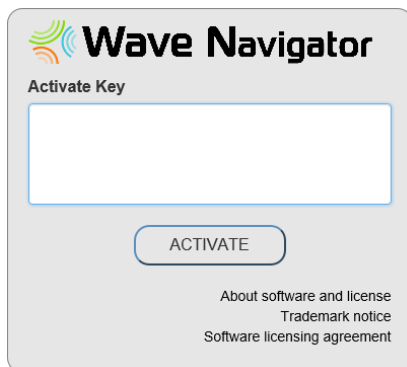 Wave Navigator
Activate Key
ACTIVATE
About software and license
Trademark notice
Software licensing agreement